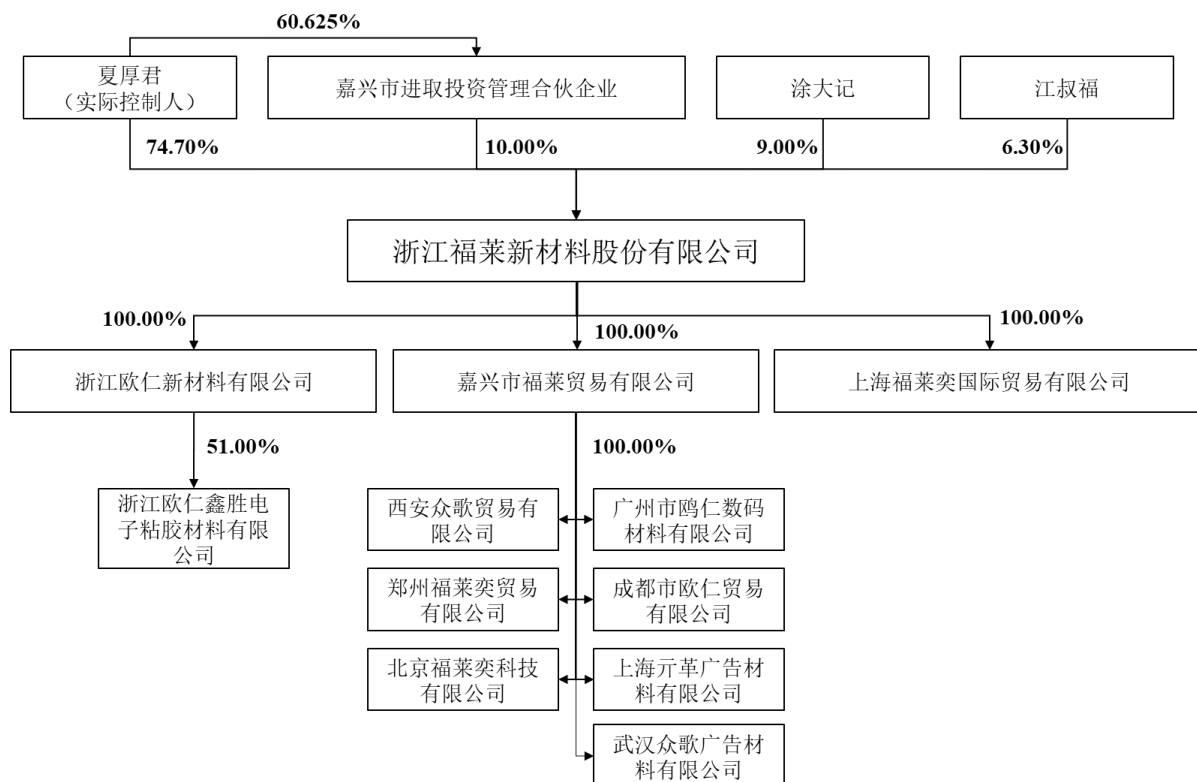 60.625%
夏厚君
（实际控制人）
嘉兴市进取投资管理合伙企业
涂大记
江叔福
74.70%
10.00%
9.00%
6.30%
浙江福莱新材料股份有限公司
100.00%
100.00%
100.00%
浙江欧仁新材料有限公司
嘉兴市福莱贸易有限公司
上海福莱奕国际贸易有限公司
51.00%
100.00%
浙江欧仁鑫胜电
子粘胶材料有限
公司
西安众歌贸易有
限公司
广州市鸥仁数码
材料有限公司
郑州福莱奕贸易
有限公司
成都市欧仁贸易
有限公司
北京福莱奕科技
有限公司
上海亓革广告材
料有限公司
武汉众歌广告材
料有限公司